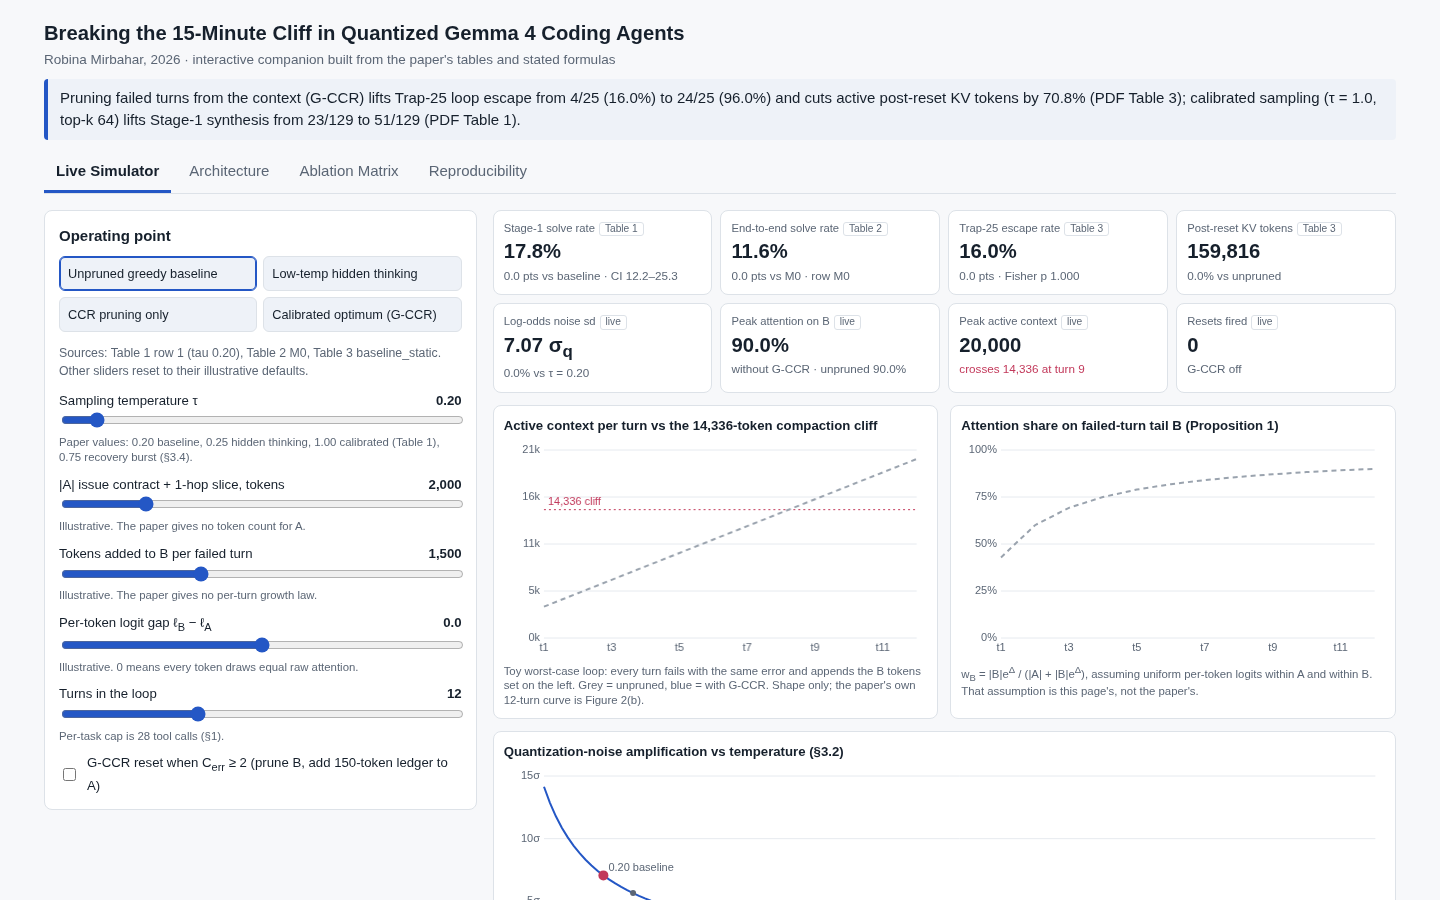 Breaking the 15-Minute Cliff in Quantized Gemma 4 Coding Agents
Robina Mirbahar, 2026 · interactive companion built from the paper's tables and stated formulas
Pruning failed turns from the context (G-CCR) lifts Trap-25 loop escape from 4/25 (16.0%) to 24/25 (96.0%) and cuts active post-reset KV tokens by 70.8% (PDF Table 3); calibrated sampling (τ = 1.0,
top-k 64) lifts Stage-1 synthesis from 23/129 to 51/129 (PDF Table 1).
Live Simulator Architecture Ablation Matrix Reproducibility
Operating point
Unpruned greedy baseline
Low-temp hidden thinking
CCR pruning only
Calibrated optimum (G-CCR)
Sources: Table 1 row 1 (tau 0.20), Table 2 M0, Table 3 baseline_static.
Other sliders reset to their illustrative defaults.
Sampling temperature τ 0.20
Paper values: 0.20 baseline, 0.25 hidden thinking, 1.00 calibrated (Table 1),
0.75 recovery burst (§3.4).
|A| issue contract + 1-hop slice, tokens 2,000
Illustrative. The paper gives no token count for A.
Tokens added to B per failed turn 1,500
Illustrative. The paper gives no per-turn growth law.
Per-token logit gap ℓB − ℓA 0.0
Illustrative. 0 means every token draws equal raw attention.
Turns in the loop 12
Per-task cap is 28 tool calls (§1).
G-CCR reset when Cerr ≥ 2 (prune B, add 150-token ledger to
A)
Stage-1 solve rate Table 1
17.8%
0.0 pts vs baseline · CI 12.2–25.3
End-to-end solve rate Table 2
11.6%
0.0 pts vs M0 · row M0
Trap-25 escape rate Table 3
16.0%
0.0 pts · Fisher p 1.000
Post-reset KV tokens Table 3
159,816
0.0% vs unpruned
Log-odds noise sd live
7.07 σq
0.0% vs τ = 0.20
Peak attention on B live
90.0%
without G-CCR · unpruned 90.0%
Peak active context live
20,000
crosses 14,336 at turn 9
Resets fired live
0
G-CCR off
Active context per turn vs the 14,336-token compaction cliff
21k
16k
14,336 cliff
11k
5k
0k
t1 t3 t5 t7 t9 t11
Toy worst-case loop: every turn fails with the same error and appends the B tokens
set on the left. Grey = unpruned, blue = with G-CCR. Shape only; the paper's own
12-turn curve is Figure 2(b).
Attention share on failed-turn tail B (Proposition 1)
100%
75%
50%
25%
0%
t1 t3 t5 t7 t9 t11
wB = |B|eΔ / (|A| + |B|eΔ), assuming uniform per-token logits within A and within B.
That assumption is this page's, not the paper's.
Quantization-noise amplification vs temperature (§3.2)
15σ
10σ
0.20 baseline
5σ